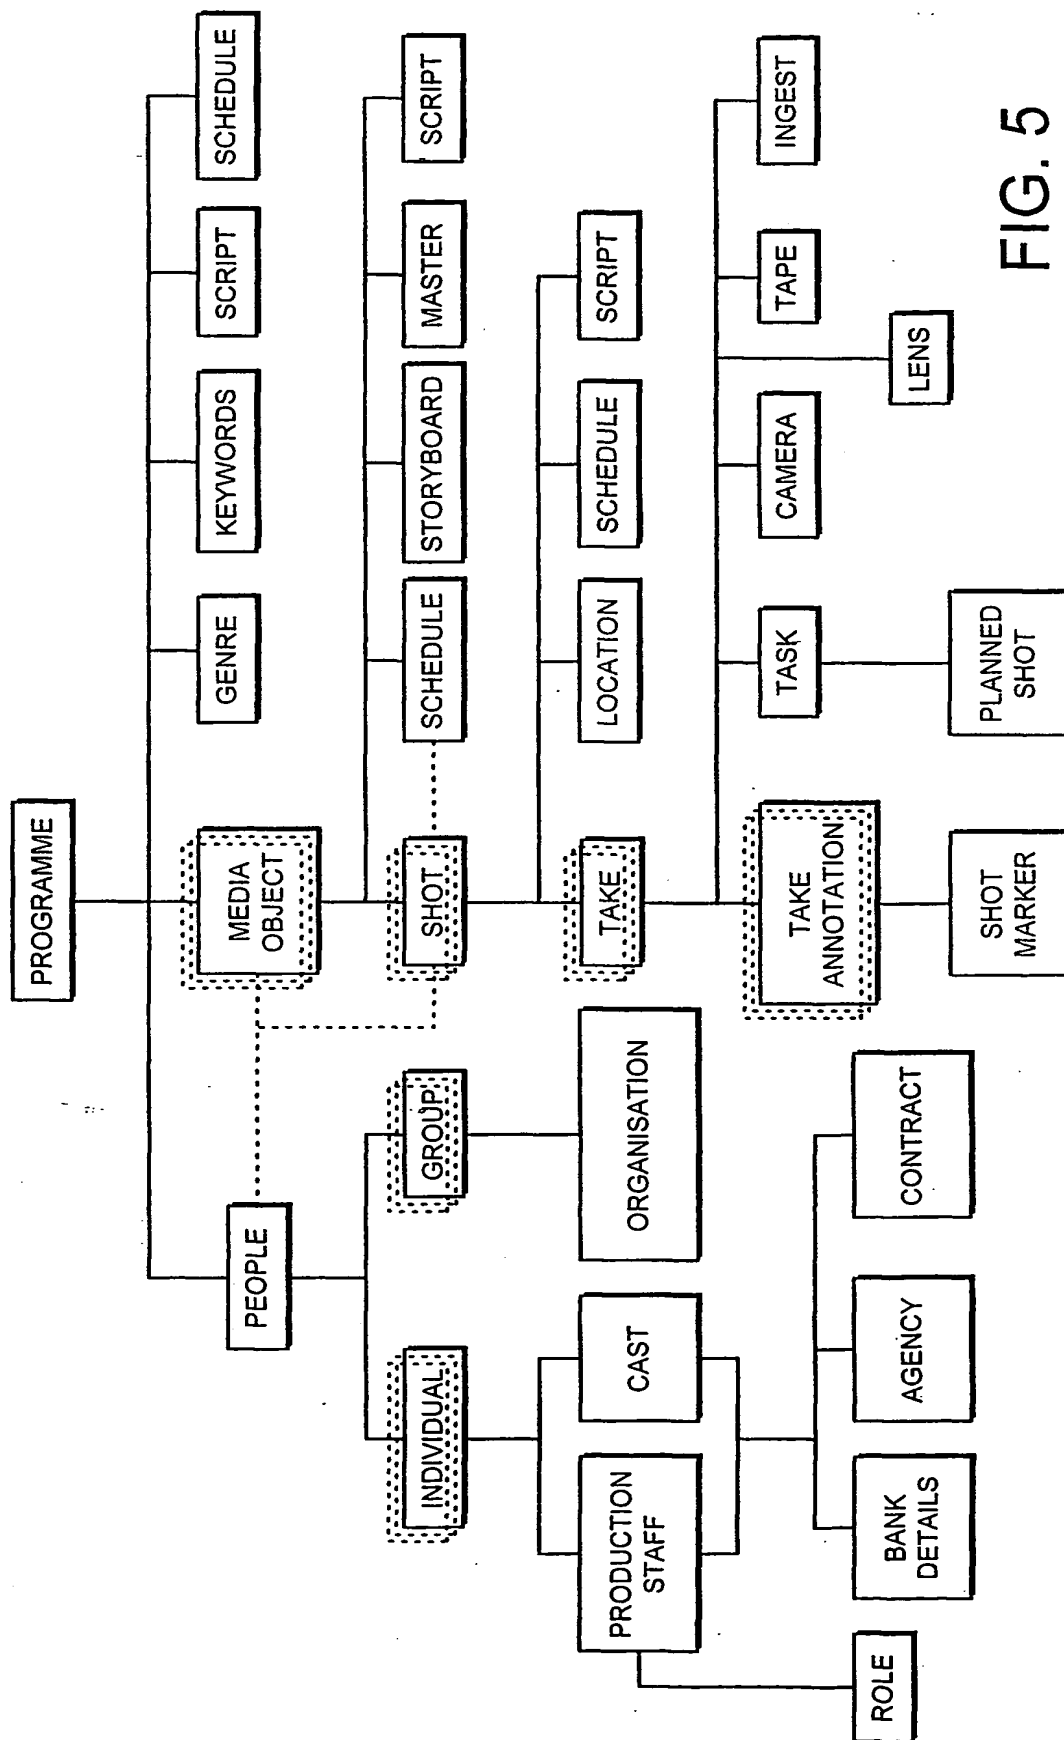 PROGRAMME
PEOPLE
MEDIA
OBJECT
GENRE
KEYWORDS
SCRIPT
SCHEDULE
INDIVIDUAL
GROUP
SHOT
SCHEDULE
STORYBOARD
MASTER
SCRIPT
PRODUCTION
STAFF
CAST
ORGANISATION
TAKE
LOCATION
SCHEDULE
SCRIPT
TAKE
ANNOTATION
TASK
CAMERA
TAPE
INGEST
ROLE
BANK
DETAILS
AGENCY
CONTRACT
LENS
SHOT
MARKER
PLANNED
SHOT
FIG. 5